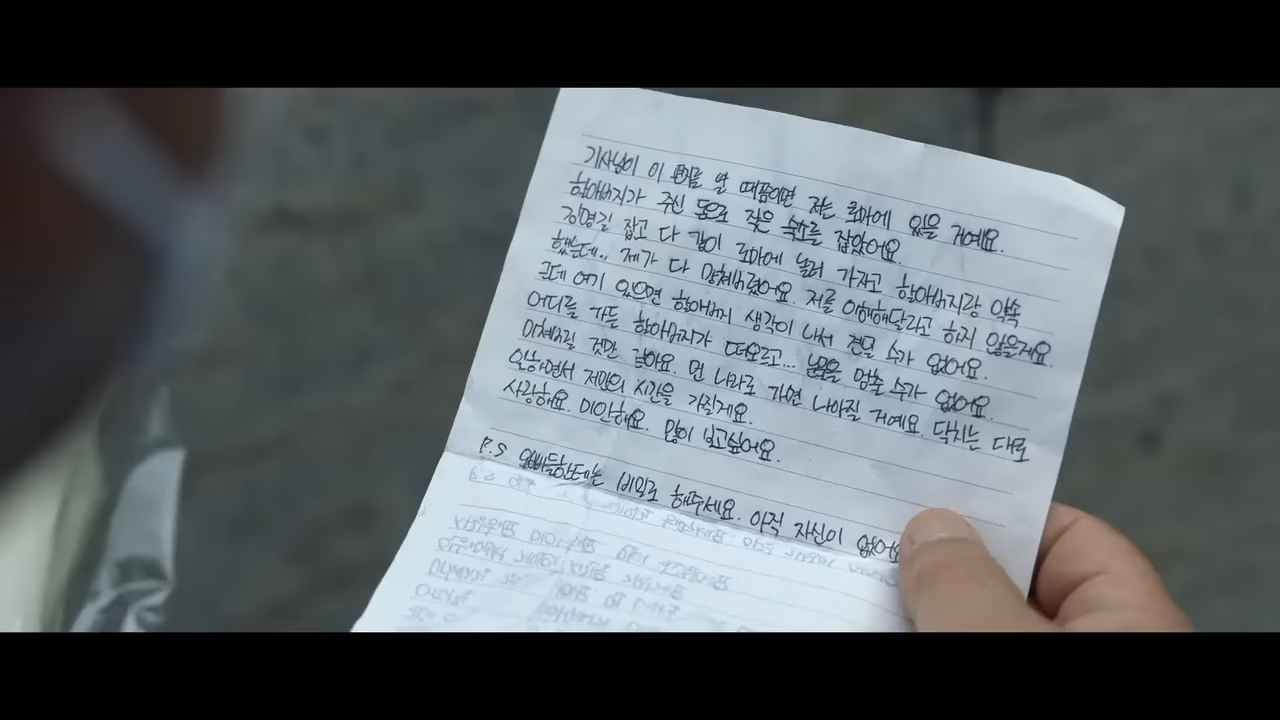 기사님이 이 편지를 볼 때쯤이면 저는 로마에 있을 거예요.
할아버지가 주신 돈으로 작은 숙소를 잡았어요.
김명길 잡고 다 같이 로마에 놀러 가자고 할아버지랑 약속
했는데.. 제가 다 망쳐버렸어요. 저를 이해해달라고 하지 않을게요.
근데 여기 있으면 할아버지 생각이 나서 견딜 수가 없어요.
어디를 가든 할아버지가 떠오르고... 눈물을 멈출 수가 없어요.
미쳐버릴 것만 같아요. 먼 나라로 가면 나아질 거예요. 닥치는 대로
일하면서 저만의 시간을 가질게요.
사랑해요. 미안해요. 많이 보고싶어요.
P.S 오빠들한테는 비밀로 해주세요. 아직 자신이 없어요